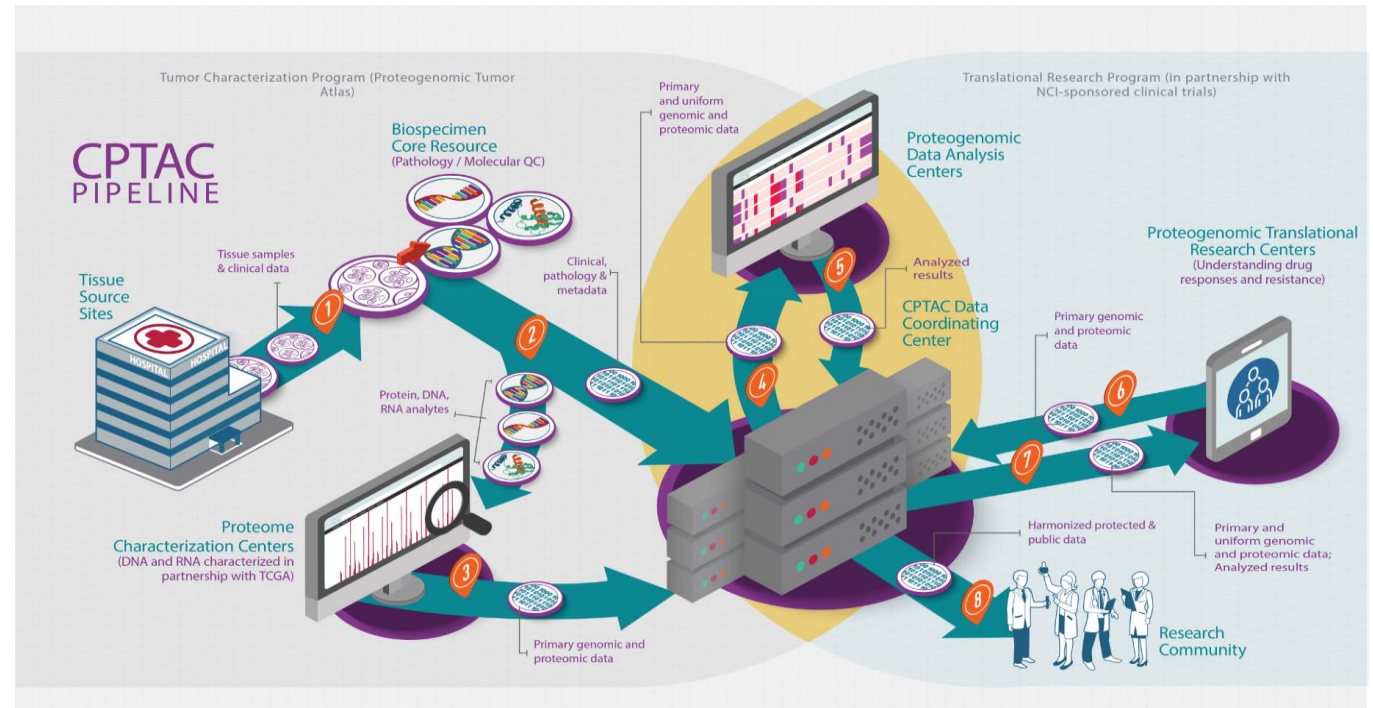 Tumor Characterization Program (Proteogenomic Tumor
Atlas)
Translational Research Program (in partnership with
NCI-sponsored clinical trials)
CPTAC
PIPELINE
Tissue
Source
Sites
HOSPITAL
HOSPITAL
Tissue samples
& clinical data
1
Biospecimen
Core Resource
(Pathology / Molecular QC)
2
Clinical,
pathology &
metadata
Protein, DNA,
RNA analytes
Proteome
Characterization Centers
(DNA and RNA characterized in
partnership with TCGA)
3
Primary genomic and
proteomic data
Primary
and uniform
genomic and
proteomic data
4
Proteogenomic
Data Analysis
Centers
5
Analyzed
results
CPTAC Data
Coordinating
Center
Proteogenomic Translational
Research Centers
(Understanding drug
responses and resistance)
Primary genomic
and proteomic
data
6
7
Primary and
uniform genomic
and proteomic data;
Analyzed results
Harmonized protected &
public data
8
Research
Community